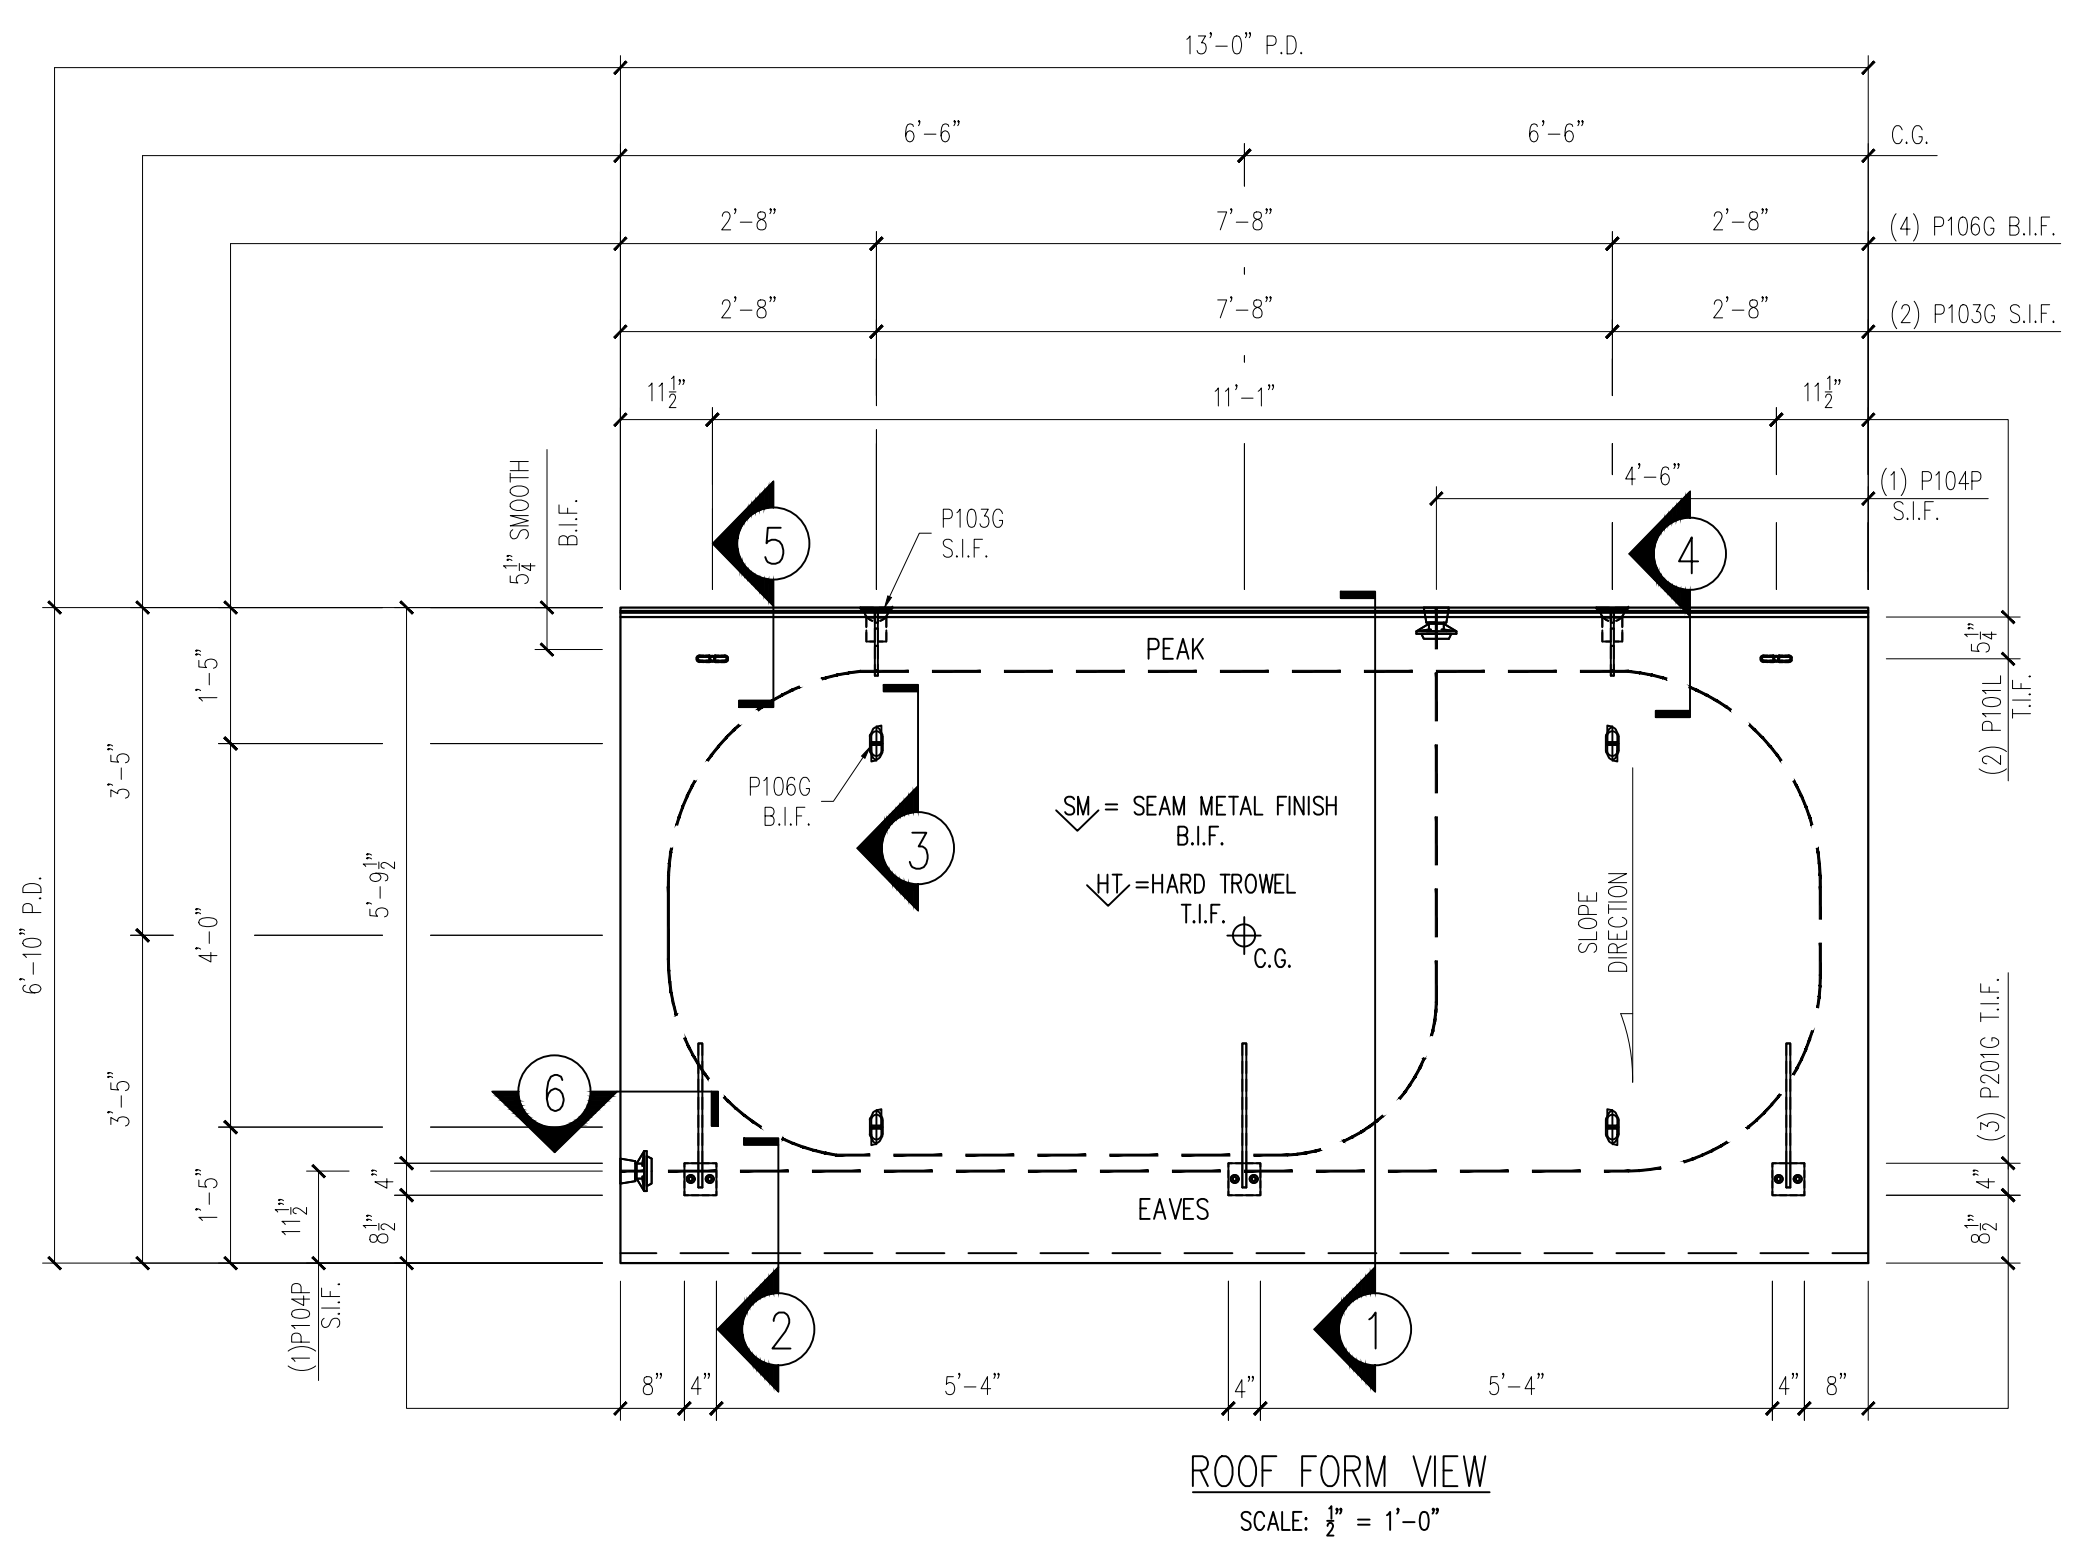 13'-0" P.D.
6'-6" 6'-6" C.G.
2'-8" 7'-8" 2'-8" (4) P106G B.I.F.
2'-8" 7'-8" 2'-8" (2) P103G S.I.F.
11½" 11'-1" 11½"
4'-6" (1) P104P
S.I.F.
5¼" SMOOTH
B.I.F.
5
P103G
S.I.F.
4
PEAK
5¼"
(2) P101L
T.I.F.
1'-5"
3'-5"
P106G
B.I.F.
3
SM = SEAM METAL FINISH
B.I.F.
HT =HARD TROWEL
T.I.F.
C.G.
SLOPE
DIRECTION
6'-10" P.D.
4'-0"
5'-9½"
3'-5"
1'-5"
6
4"
11½"
8½"
(1)P104P
S.I.F.
EAVES
(3) P201G T.I.F.
4"
8½"
2
1
8" 4" 5'-4" 4" 5'-4" 4" 8"
ROOF FORM VIEW
SCALE: ½" = 1'-0"